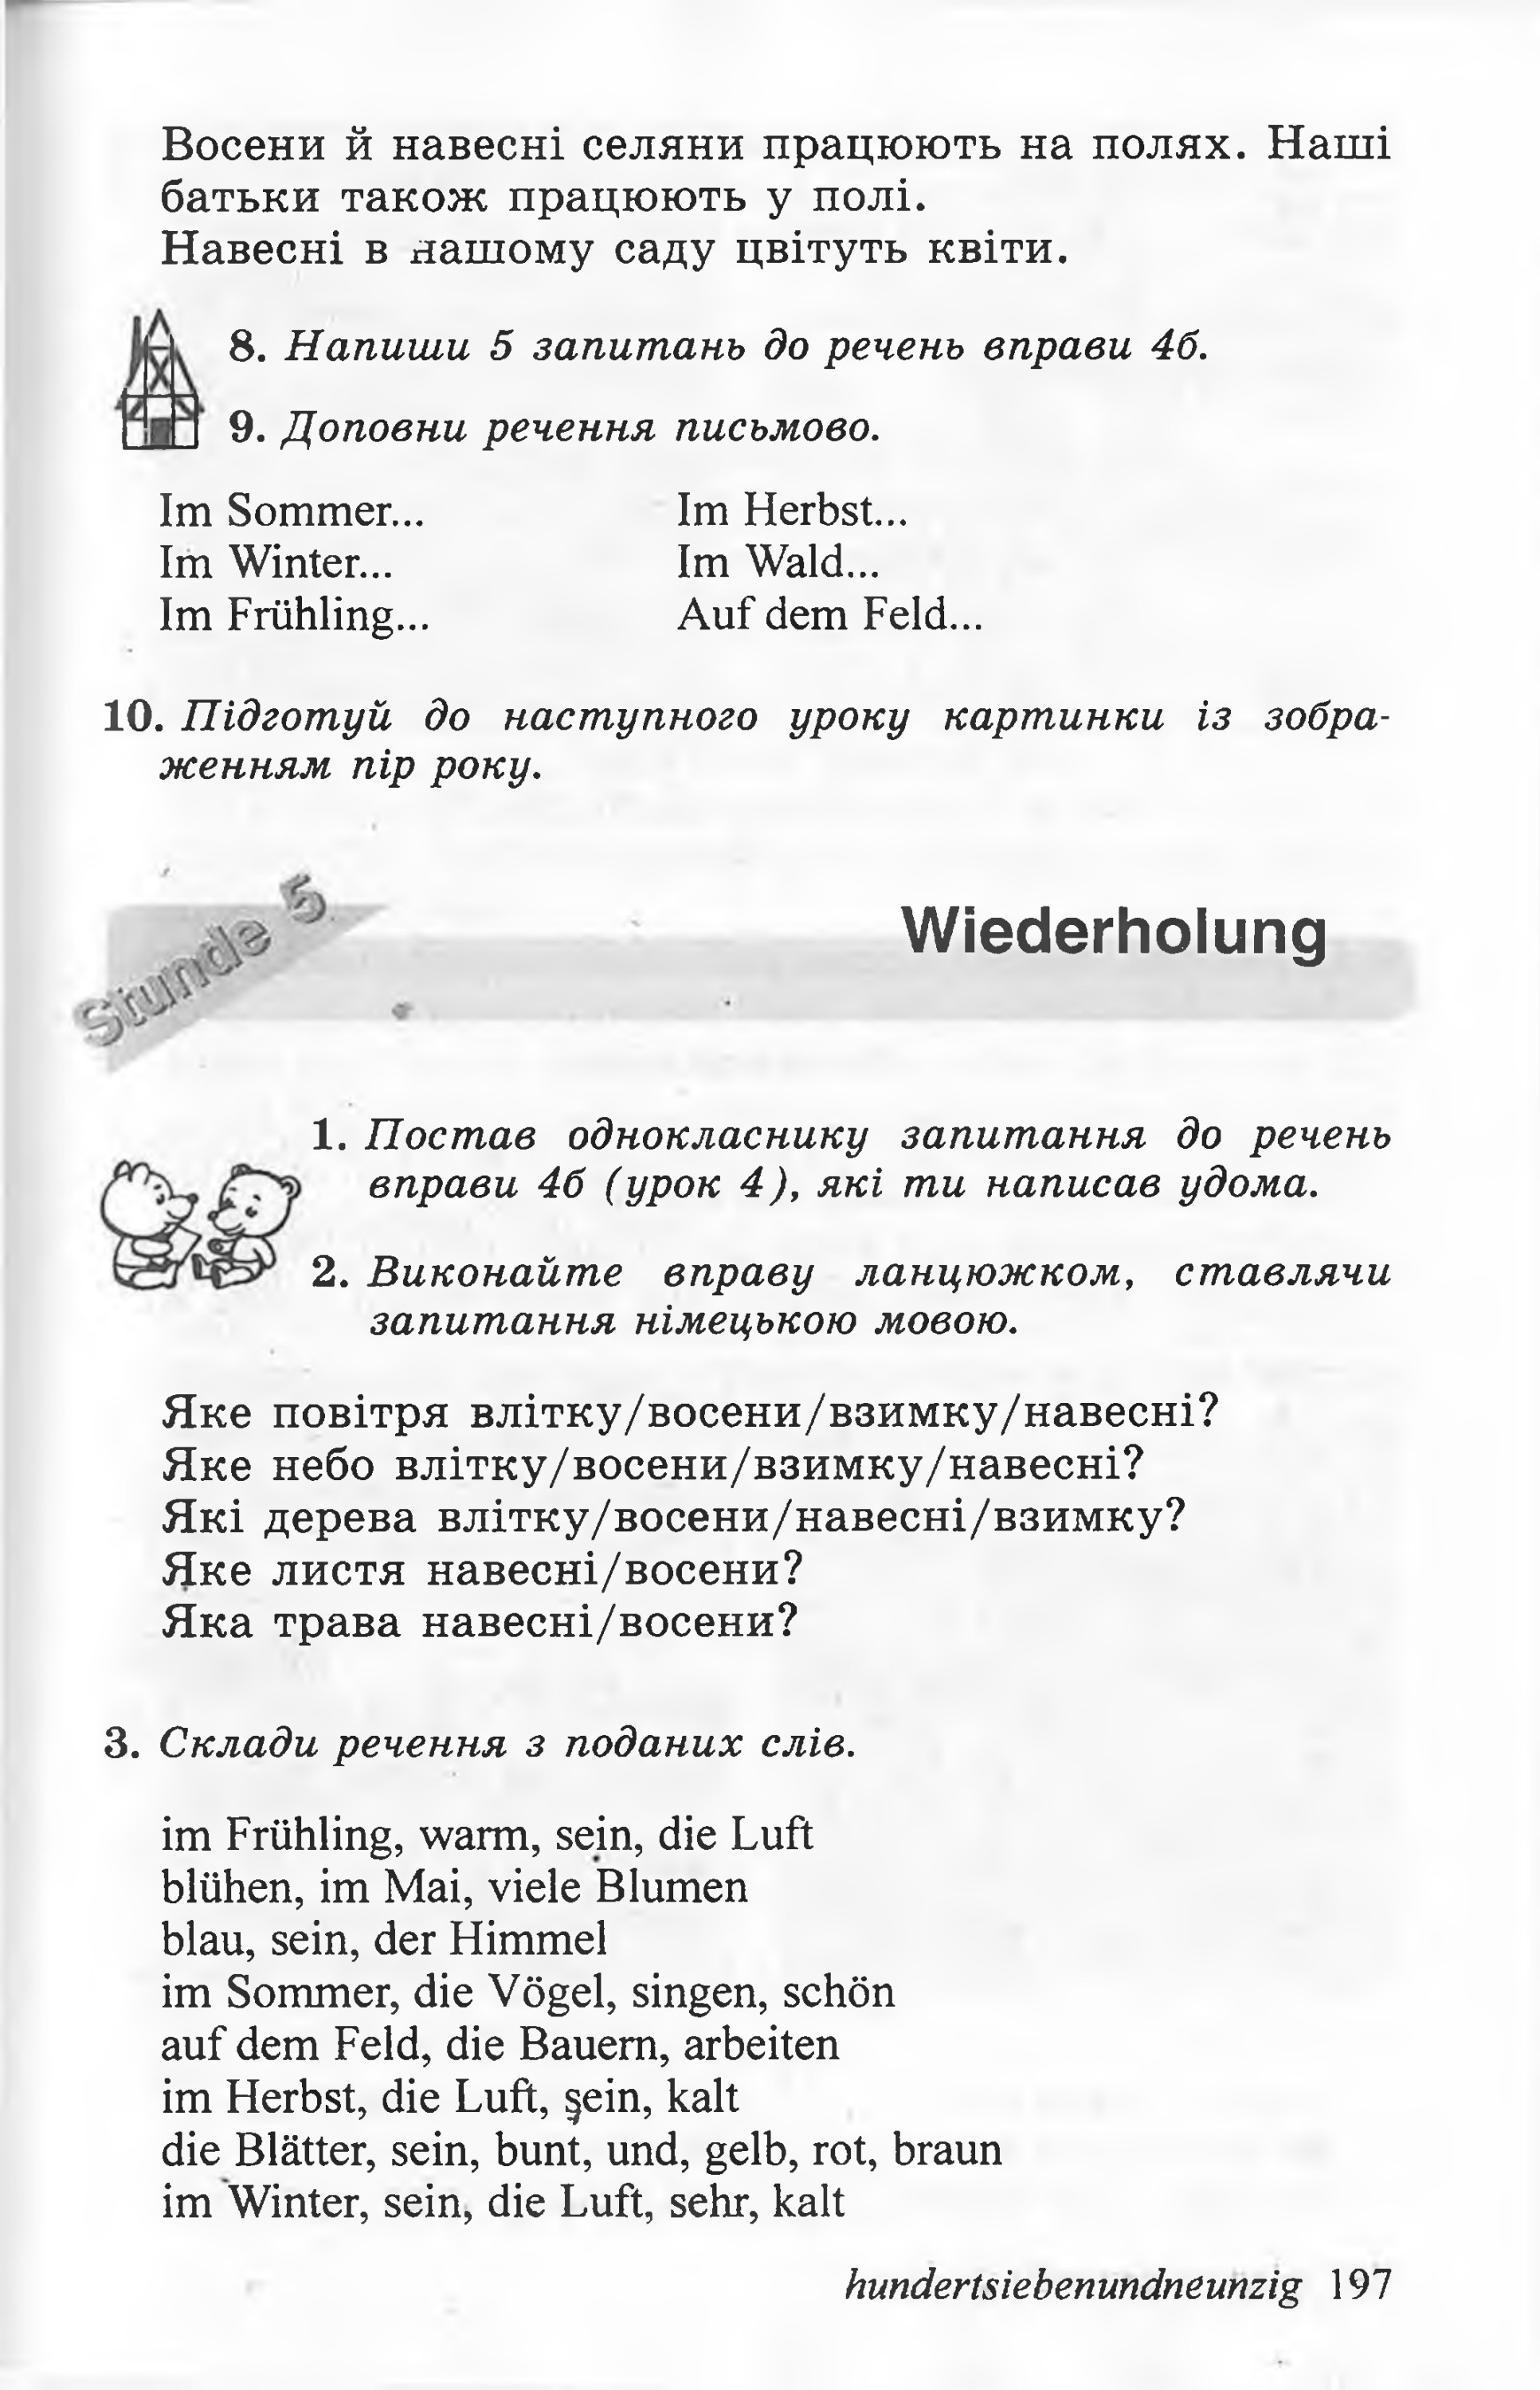 Восени й навесні селяни працюють на полях. Наші
батьки також працюють у полі.
Навесні в нашому саду цвітуть квіти.
8. Напиши 5 запитань до речень вправи 4б.
9. Доповни речення письмово.
Im Sommer... Im Herbst...
Im Winter... Im Wald...
Im Frühling... Auf dem Feld...
10. Підготуй до наступного уроку картинки із зобра-
женням пір року.
Stunde 5
Wiederholung
1. Постав однокласнику запитання до речень
вправи 4б (урок 4), які ти написав удома.
2. Виконайте вправу ланцюжком, ставлячи
запитання німецькою мовою.
Яке повітря влітку/восени/взимку/навесні?
Яке небо влітку/восени/взимку/навесні?
Які дерева влітку/восени/навесні/взимку?
Яке листя навесні/восени?
Яка трава навесні/восени?
3. Склади речення з поданих слів.
im Frühling, warm, sein, die Luft
blühen, im Mai, viele Blumen
blau, sein, der Himmel
im Sommer, die Vögel, singen, schön
auf dem Feld, die Bauern, arbeiten
im Herbst, die Luft, sein, kalt
die Blätter, sein, bunt, und, gelb, rot, braun
im Winter, sein, die Luft, sehr, kalt
hundertsiebenundneunzig 197